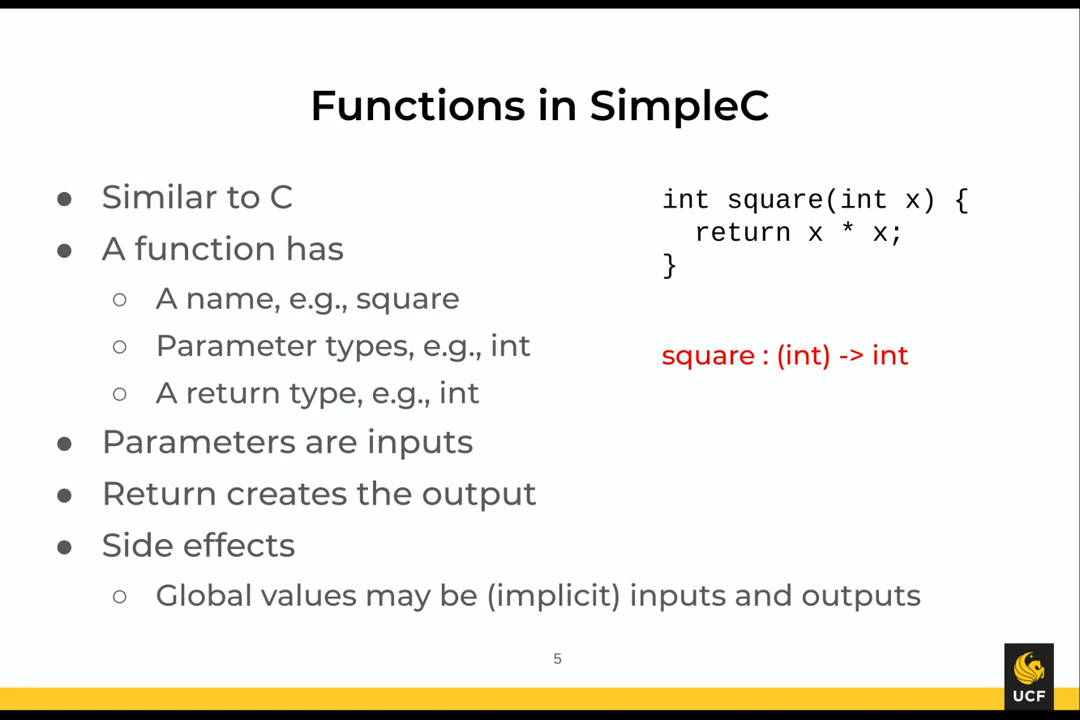 Functions in SimpleC
● Similar to C
● A function has
○ A name, e.g., square
○ Parameter types, e.g., int
○ A return type, e.g., int
● Parameters are inputs
● Return creates the output
● Side effects
○ Global values may be (implicit) inputs and outputs
int square(int x) {
return x * x;
}
square : (int) -> int
5
UCF